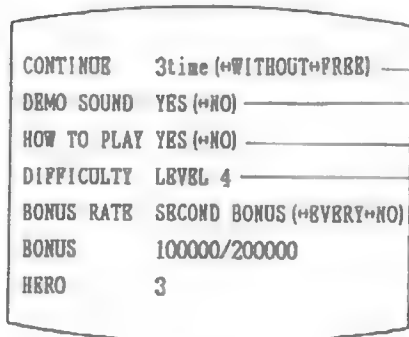 CONTINUE 3time (↔WITHOUT↔FREE)
DEMO SOUND YES (↔NO)
HOW TO PLAY YES (↔NO)
DIFFICULTY LEVEL 4
BONUS RATE SECOND BONUS (↔EVERY↔NO)
BONUS 100000/200000
HERO 3